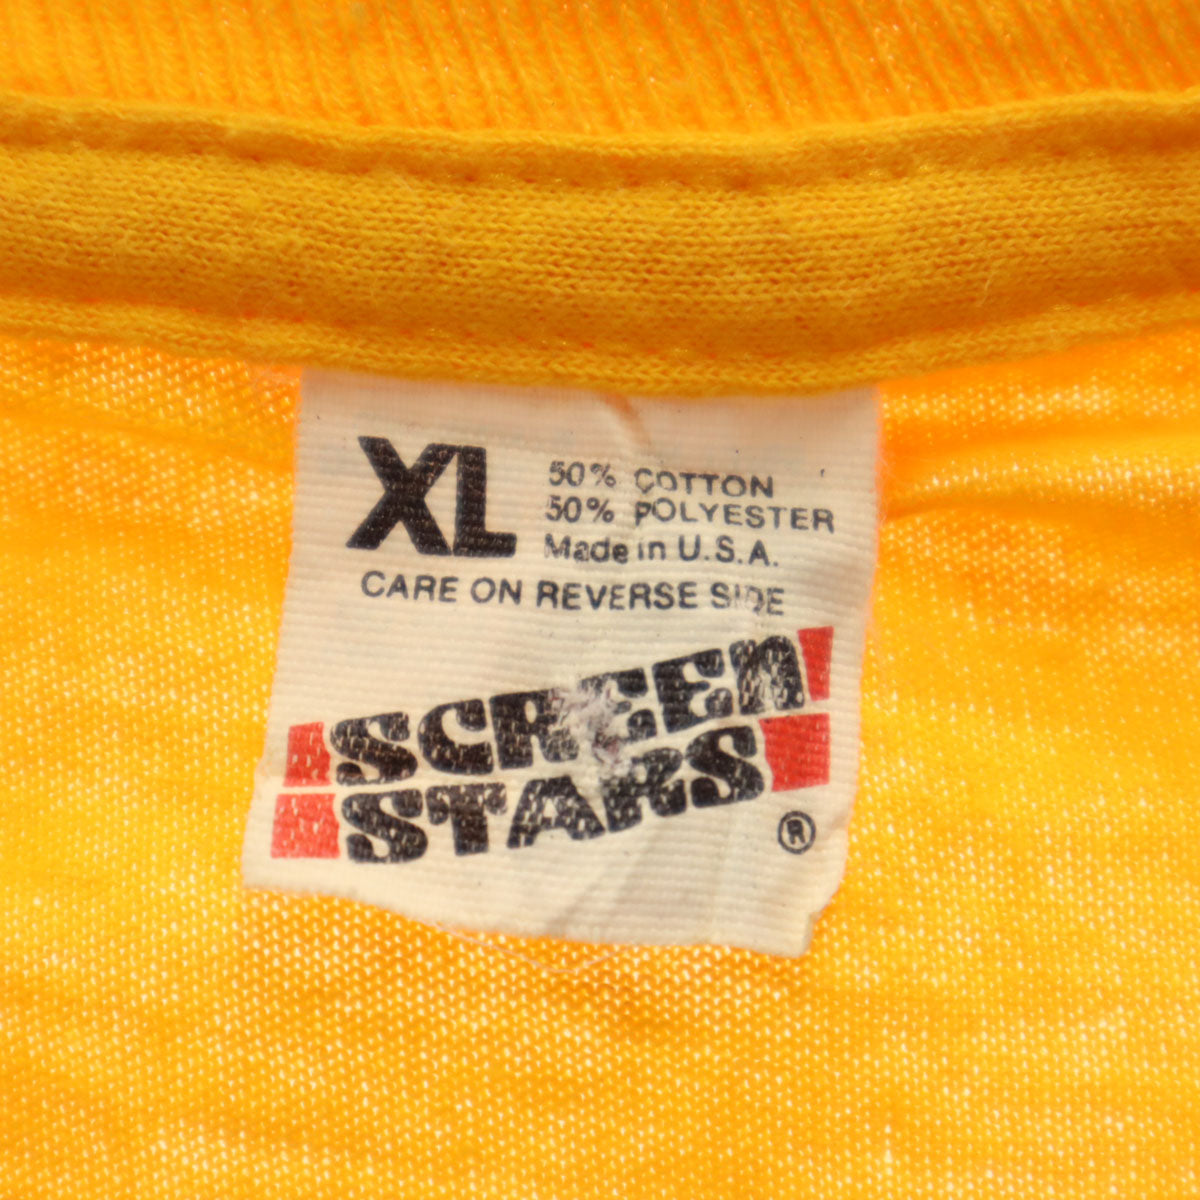 XL
50% COTTON
50% POLYESTER
Made in U.S.A.
CARE ON REVERSE SIDE
SCREEN
STARS
®